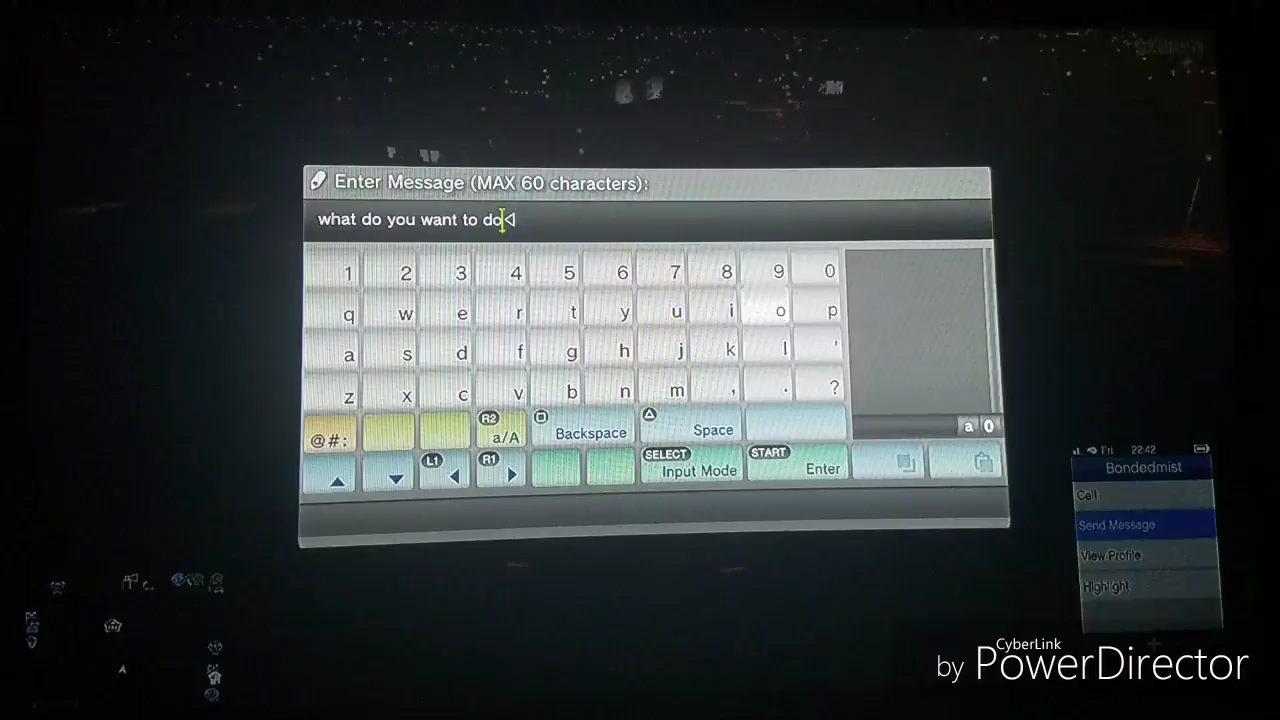 Enter Message (MAX 60 characters):
what do you want to do
1 2 3 4 5 6 7 8 9 0
q w e r t y u i o p
a s d f g h j k l '
z x c v b n m , . ?
@#: R2 a/A Backspace Space
L1 R1 SELECT Input Mode START Enter
a 0
Fri 22:42
Bondedmist
Call
Send Message
View Profile
Highlight
CyberLink
by PowerDirector